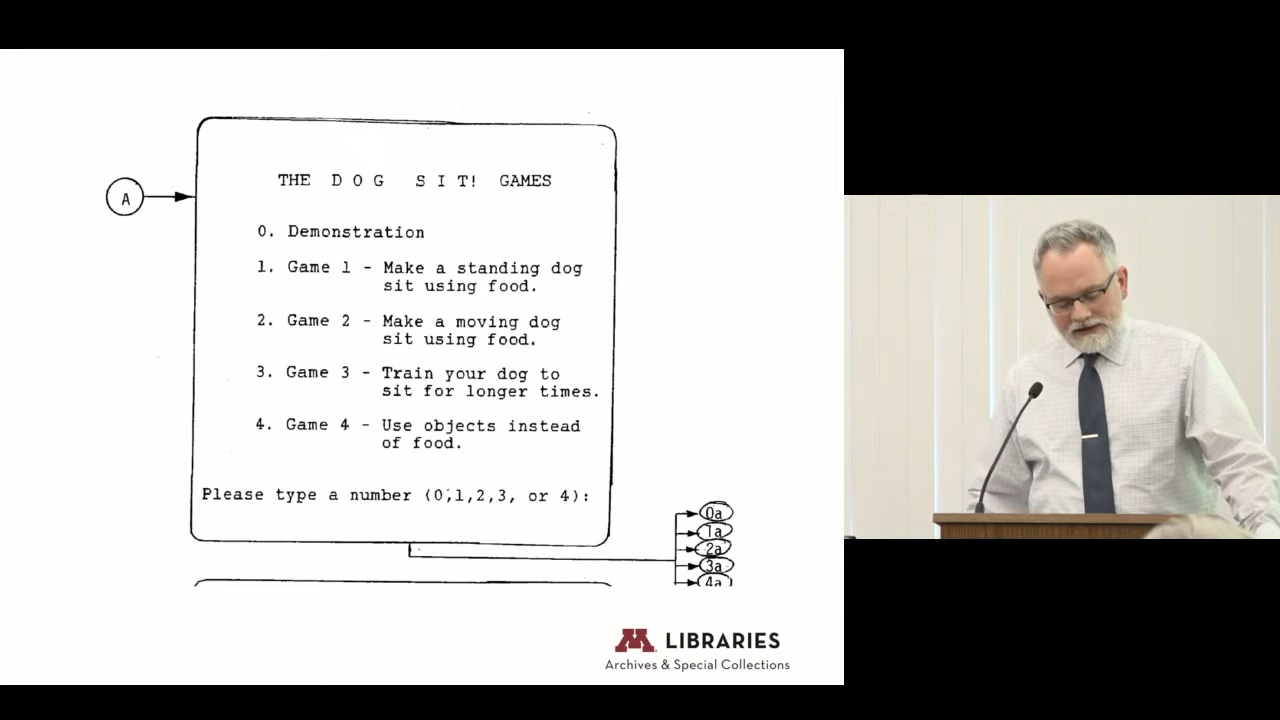 THE D O G S I T! GAMES
A
0. Demonstration
1. Game 1 - Make a standing dog
sit using food.
2. Game 2 - Make a moving dog
sit using food.
3. Game 3 - Train your dog to
sit for longer times.
4. Game 4 - Use objects instead
of food.
Please type a number (0,1,2,3, or 4):
0a
1a
2a
3a
4a
M LIBRARIES
Archives & Special Collections